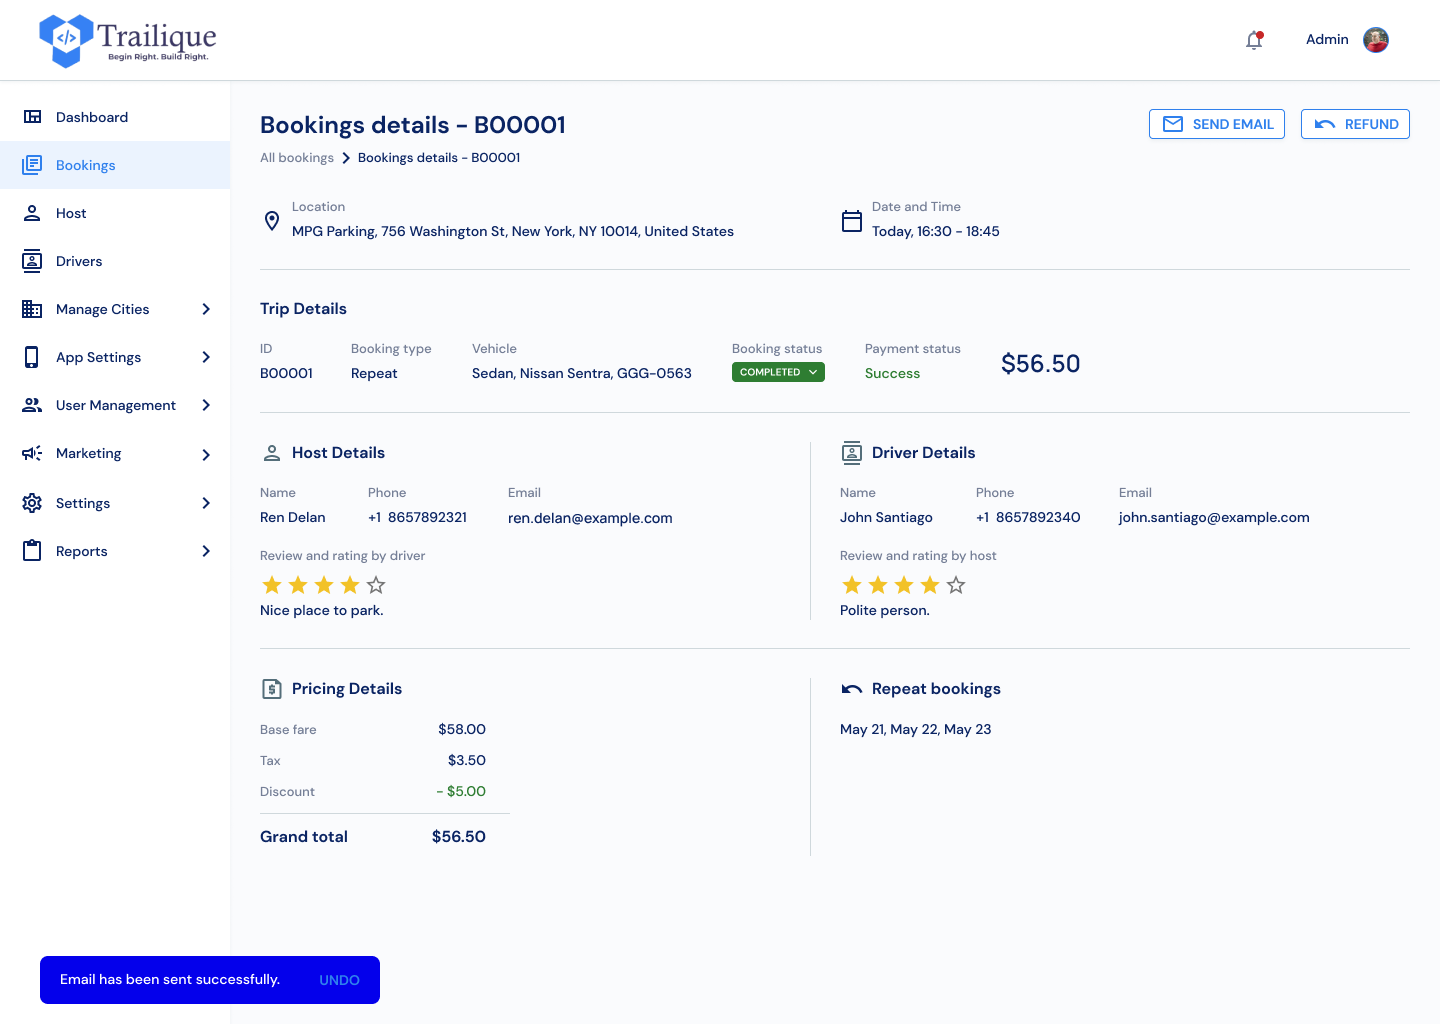 </> Trailique
Begin Right. Build Right.
Admin
Dashboard
Bookings
Host
Drivers
Manage Cities
App Settings
User Management
Marketing
Settings
Reports
Bookings details - B00001
SEND EMAIL
REFUND
All bookings > Bookings details - B00001
Location
MPG Parking, 756 Washington St, New York, NY 10014, United States
Date and Time
Today, 16:30 - 18:45
Trip Details
ID
B00001
Booking type
Repeat
Vehicle
Sedan, Nissan Sentra, GGG-0563
Booking status
COMPLETED
Payment status
Success
$56.50
Host Details
Name
Ren Delan
Phone
+1 8657892321
Email
ren.delan@example.com
Review and rating by driver
Nice place to park.
Driver Details
Name
John Santiago
Phone
+1 8657892340
Email
john.santiago@example.com
Review and rating by host
Polite person.
Pricing Details
Base fare $58.00
Tax $3.50
Discount - $5.00
Grand total $56.50
Repeat bookings
May 21, May 22, May 23
Email has been sent successfully. UNDO